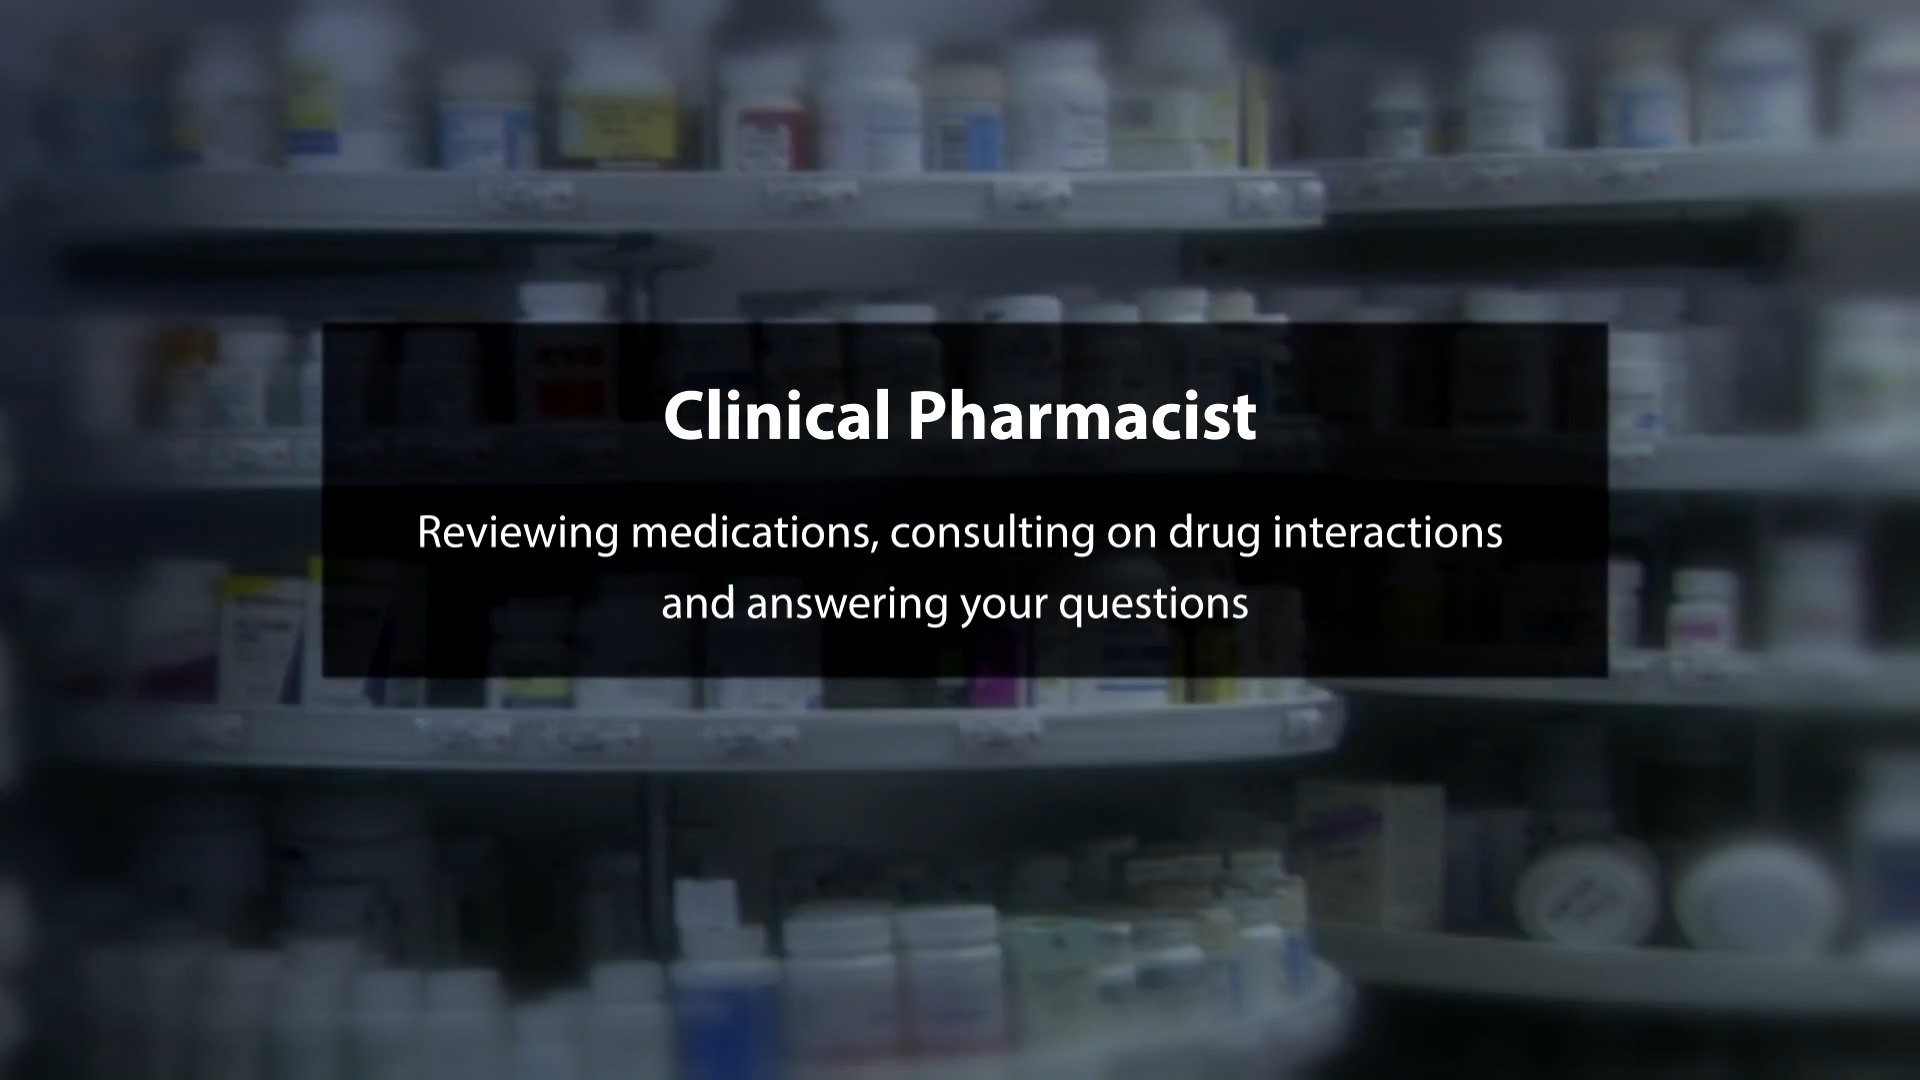 Clinical Pharmacist
Reviewing medications, consulting on drug interactions
and answering your questions